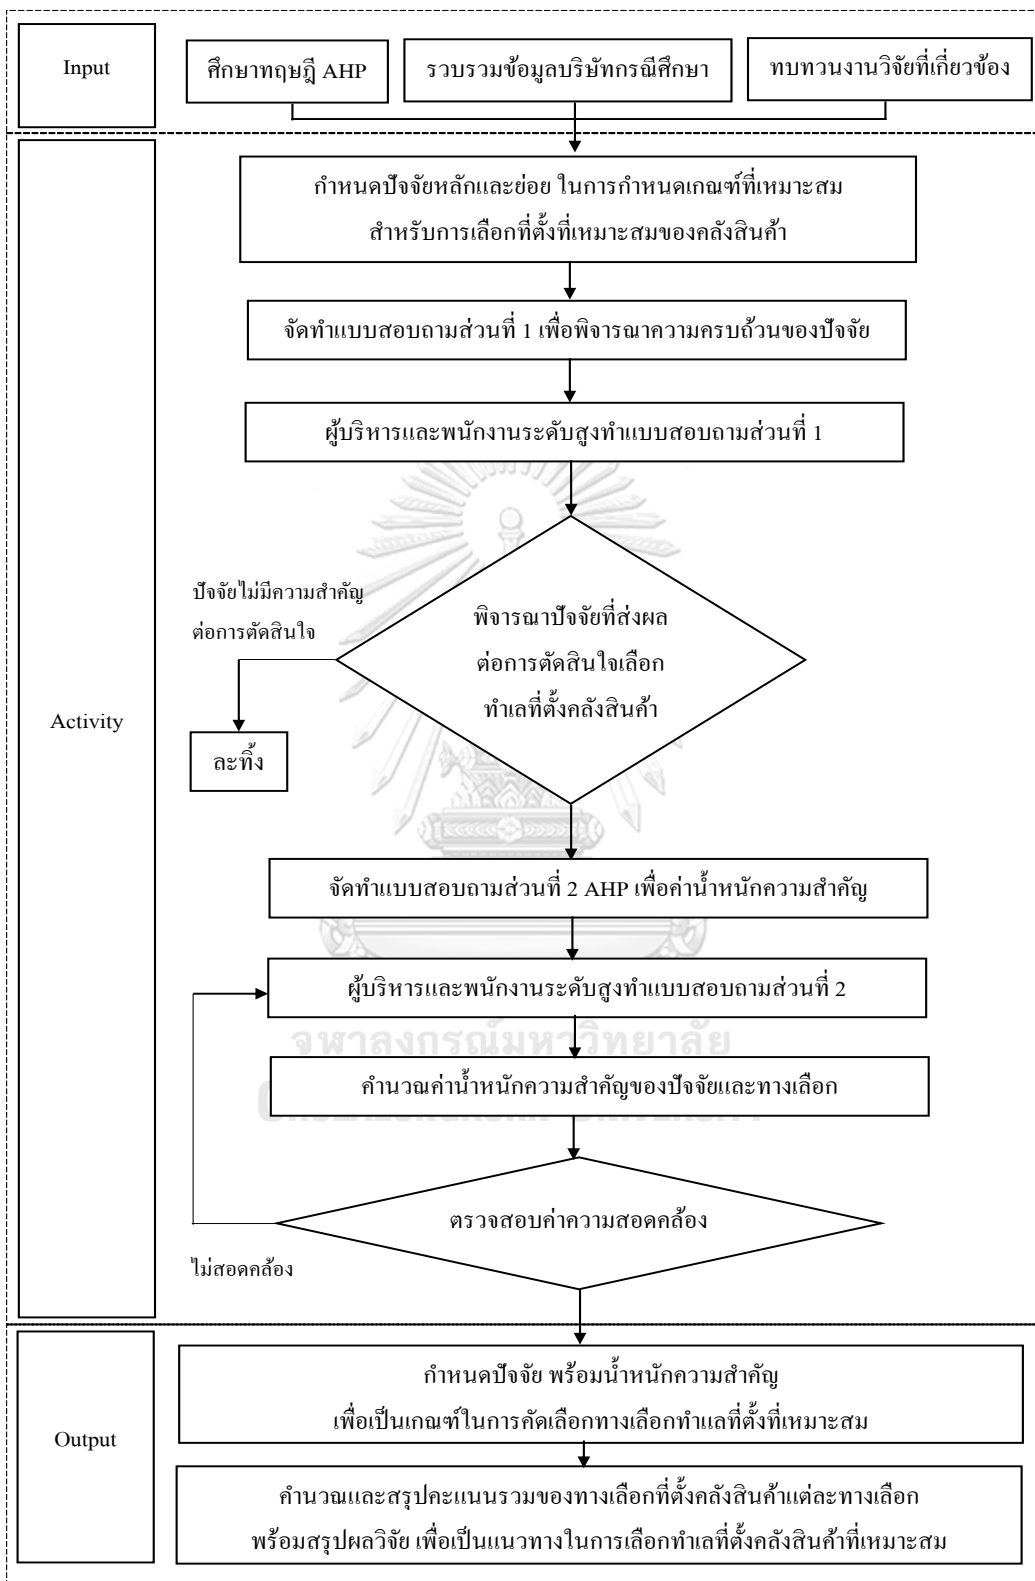 Input
ศึกษาทฤษฎี AHP
รวบรวมข้อมูลบริษัทกรณีศึกษา
ทบทวนงานวิจัยที่เกี่ยวข้อง
Activity
กำหนดปัจจัยหลักและย่อย ในการกำหนดเกณฑ์ที่เหมาะสม
สำหรับการเลือกที่ตั้งที่เหมาะสมของคลังสินค้า
จัดทำแบบสอบถามส่วนที่ 1 เพื่อพิจารณาความครบถ้วนของปัจจัย
ผู้บริหารและพนักงานระดับสูงทำแบบสอบถามส่วนที่ 1
ปัจจัยไม่มีความสำคัญ
ต่อการตัดสินใจ
พิจารณาปัจจัยที่ส่งผล
ต่อการตัดสินใจเลือก
ทำเลที่ตั้งคลังสินค้า
ละทิ้ง
จัดทำแบบสอบถามส่วนที่ 2 AHP เพื่อค่าน้ำหนักความสำคัญ
ผู้บริหารและพนักงานระดับสูงทำแบบสอบถามส่วนที่ 2
จุฬาลงกรณ์มหาวิทยาลัย
คำนวณค่าน้ำหนักความสำคัญของปัจจัยและทางเลือก
ตรวจสอบค่าความสอดคล้อง
ไม่สอดคล้อง
Output
กำหนดปัจจัย พร้อมน้ำหนักความสำคัญ
เพื่อเป็นเกณฑ์ในการคัดเลือกทางเลือกทำแลที่ตั้งที่เหมาะสม
คำนวณและสรุปคะแนนรวมของทางเลือกที่ตั้งคลังสินค้าแต่ละทางเลือก
พร้อมสรุปผลวิจัย เพื่อเป็นแนวทางในการเลือกทำเลที่ตั้งคลังสินค้าที่เหมาะสม